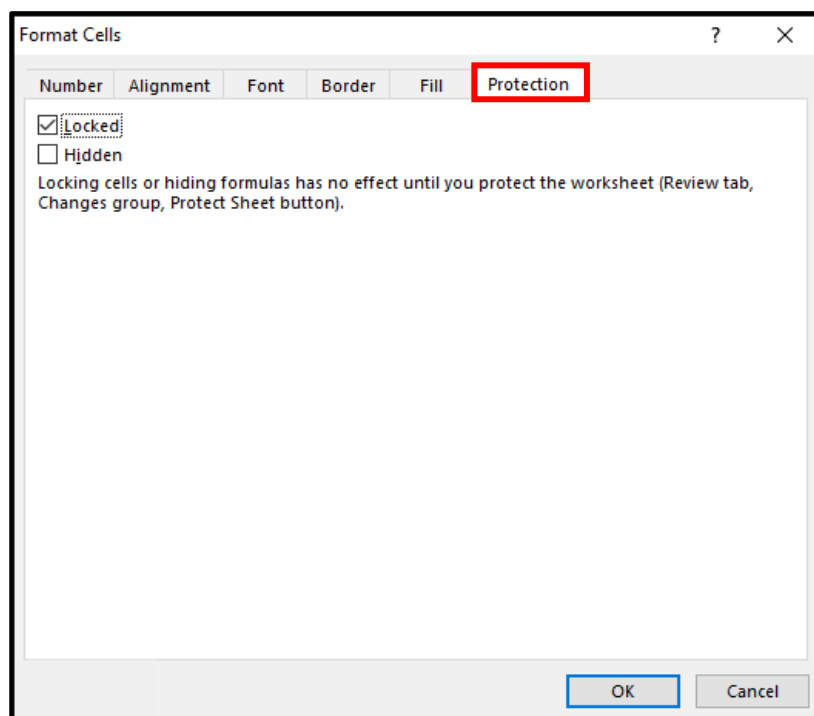 Format Cells ?
Number Alignment Font Border Fill Protection
Locked
Hidden
Locking cells or hiding formulas has no effect until you protect the worksheet (Review tab,
Changes group, Protect Sheet button).
OK Cancel